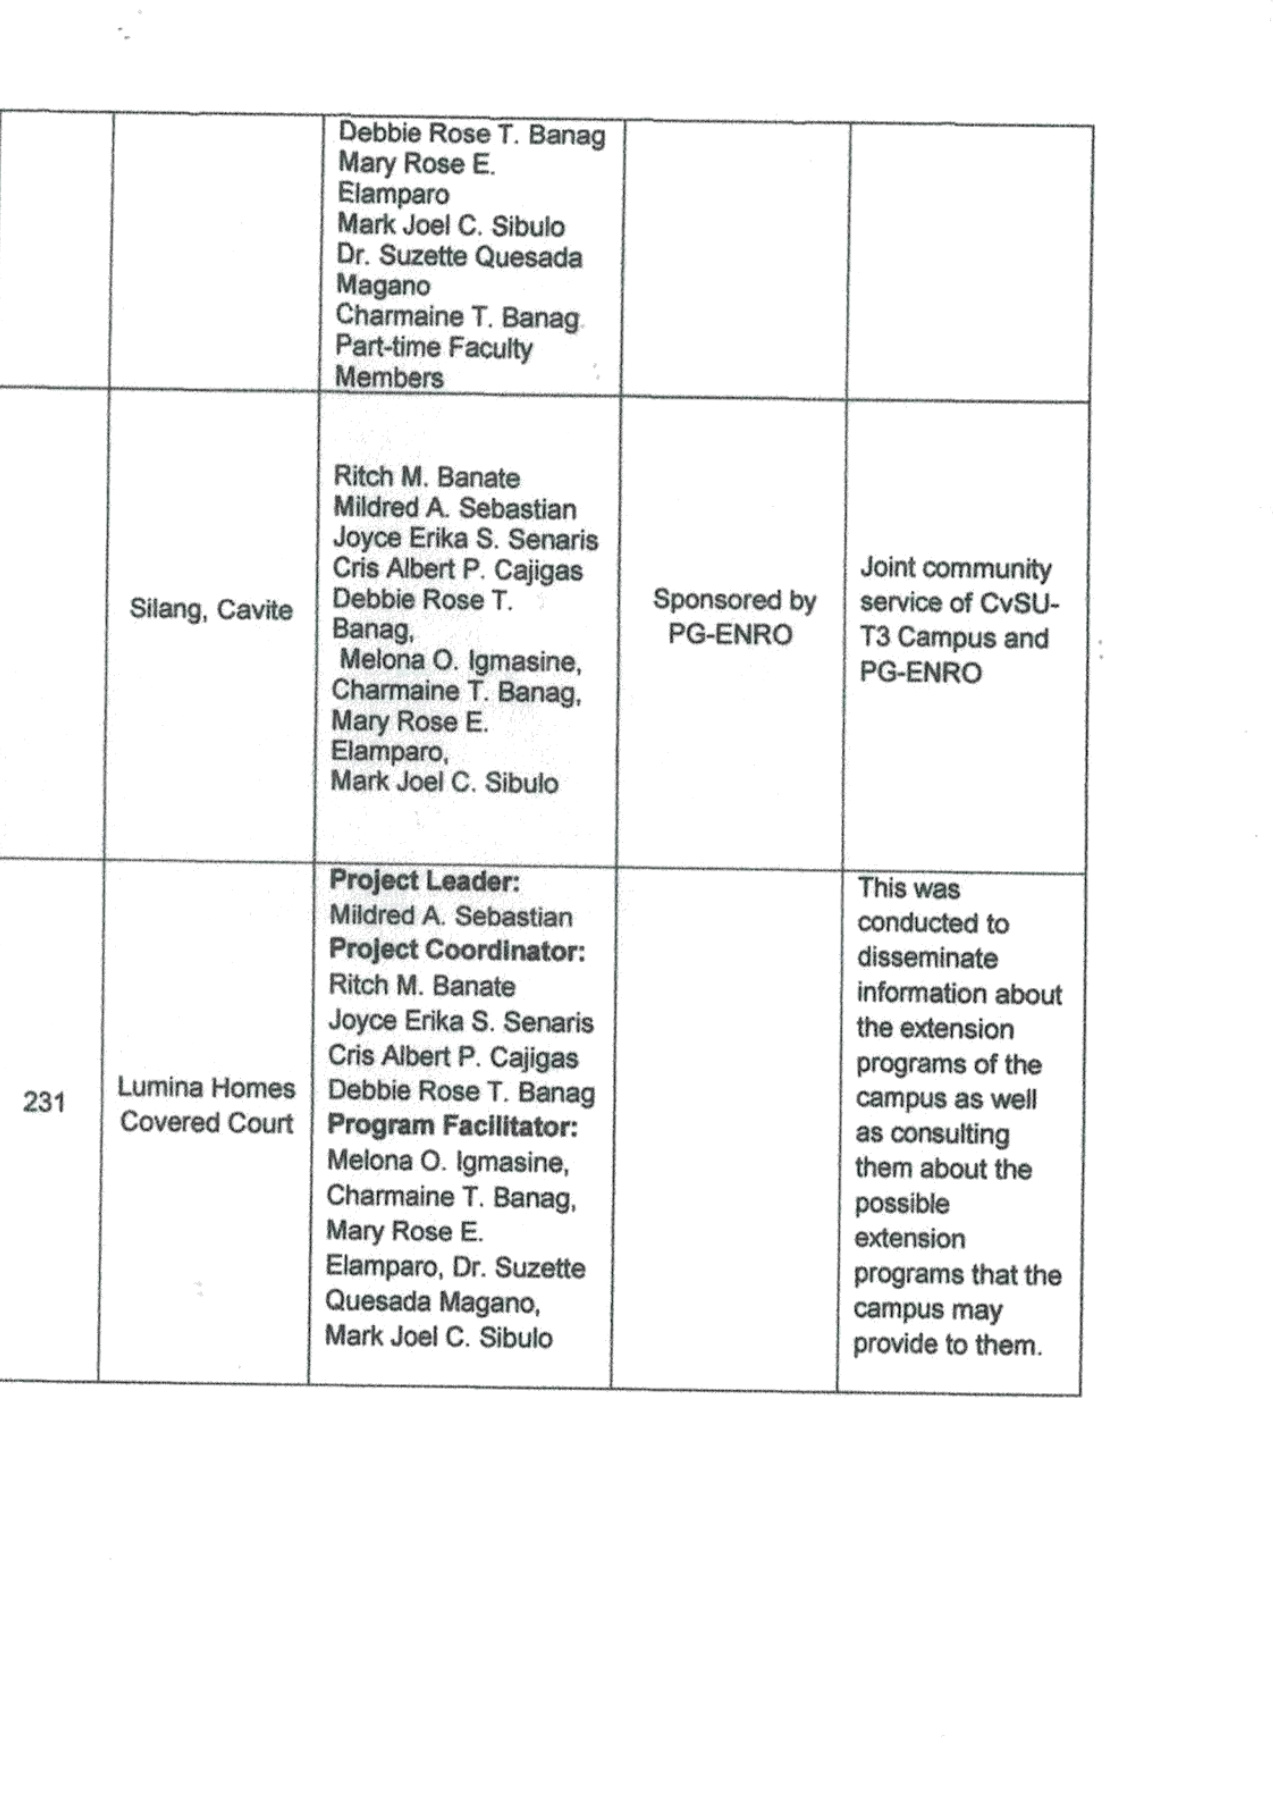 Debbie Rose T. Banag
Mary Rose E.
Elamparo
Mark Joel C. Sibulo
Dr. Suzette Quesada
Magano
Charmaine T. Banag
Part-time Faculty
Members
Silang, Cavite
Ritch M. Banate
Mildred A. Sebastian
Joyce Erika S. Senaris
Cris Albert P. Cajigas
Debbie Rose T.
Banag,
Melona O. Igmasine,
Charmaine T. Banag,
Mary Rose E.
Elamparo,
Mark Joel C. Sibulo
Sponsored by
PG-ENRO
Joint community
service of CvSU-
T3 Campus and
PG-ENRO
231
Lumina Homes
Covered Court
Project Leader:
Mildred A. Sebastian
Project Coordinator:
Ritch M. Banate
Joyce Erika S. Senaris
Cris Albert P. Cajigas
Debbie Rose T. Banag
Program Facilitator:
Melona O. Igmasine,
Charmaine T. Banag,
Mary Rose E.
Elamparo, Dr. Suzette
Quesada Magano,
Mark Joel C. Sibulo
This was
conducted to
disseminate
information about
the extension
programs of the
campus as well
as consulting
them about the
possible
extension
programs that the
campus may
provide to them.